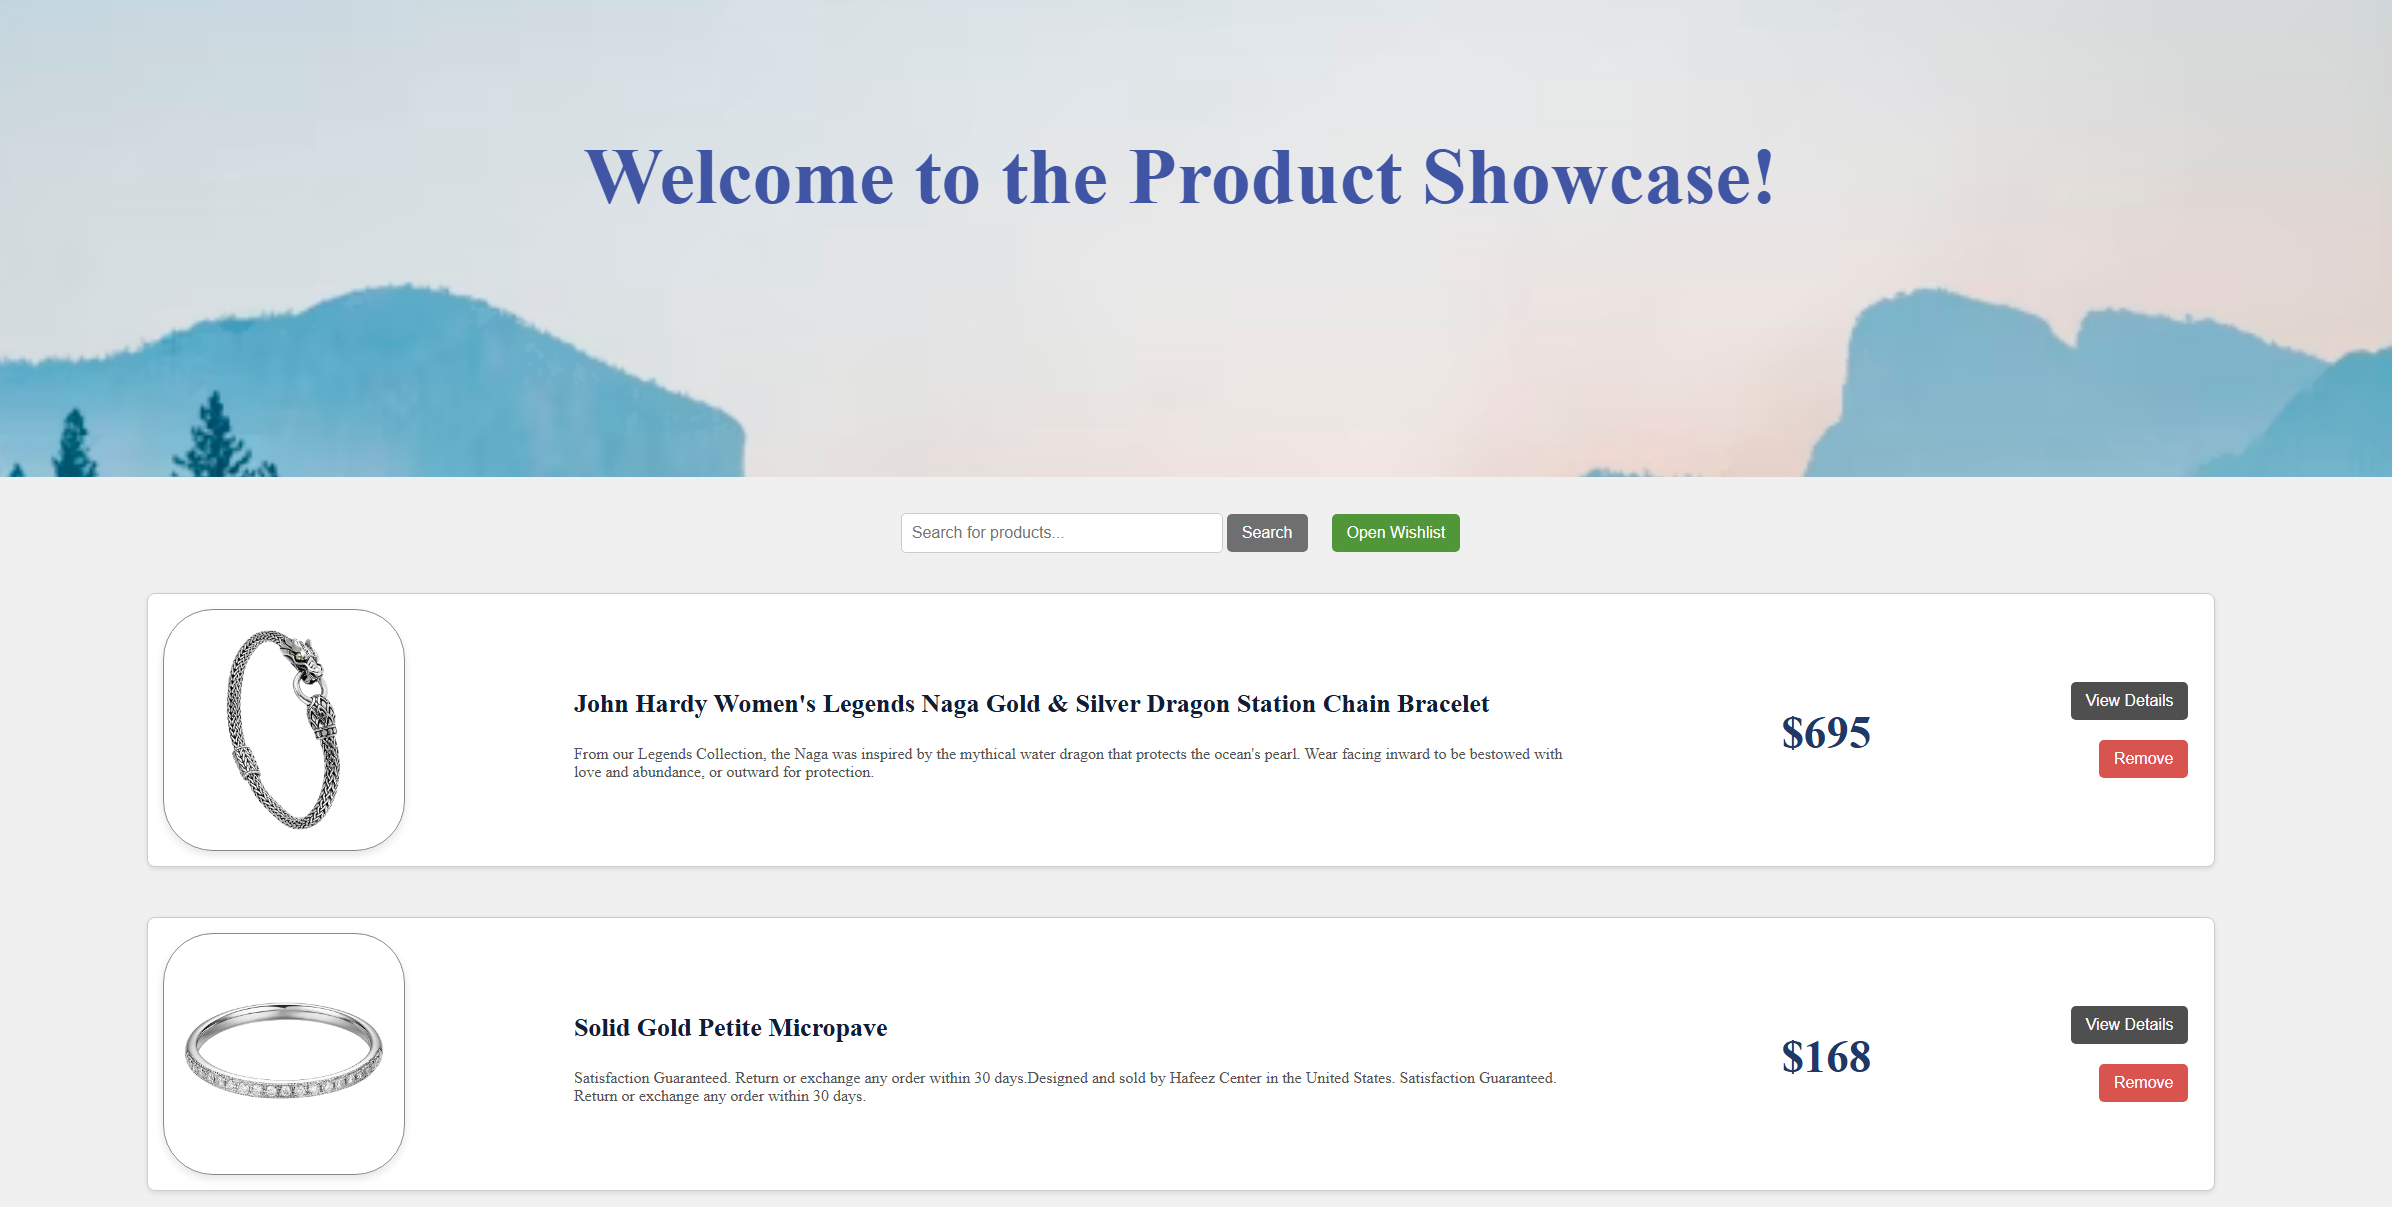 Welcome to the Product Showcase!
Search for products...
Search
Open Wishlist
John Hardy Women's Legends Naga Gold & Silver Dragon Station Chain Bracelet
From our Legends Collection, the Naga was inspired by the mythical water dragon that protects the ocean's pearl. Wear facing inward to be bestowed with
love and abundance, or outward for protection.
$695
View Details
Remove
Solid Gold Petite Micropave
Satisfaction Guaranteed. Return or exchange any order within 30 days.Designed and sold by Hafeez Center in the United States. Satisfaction Guaranteed.
Return or exchange any order within 30 days.
$168
View Details
Remove